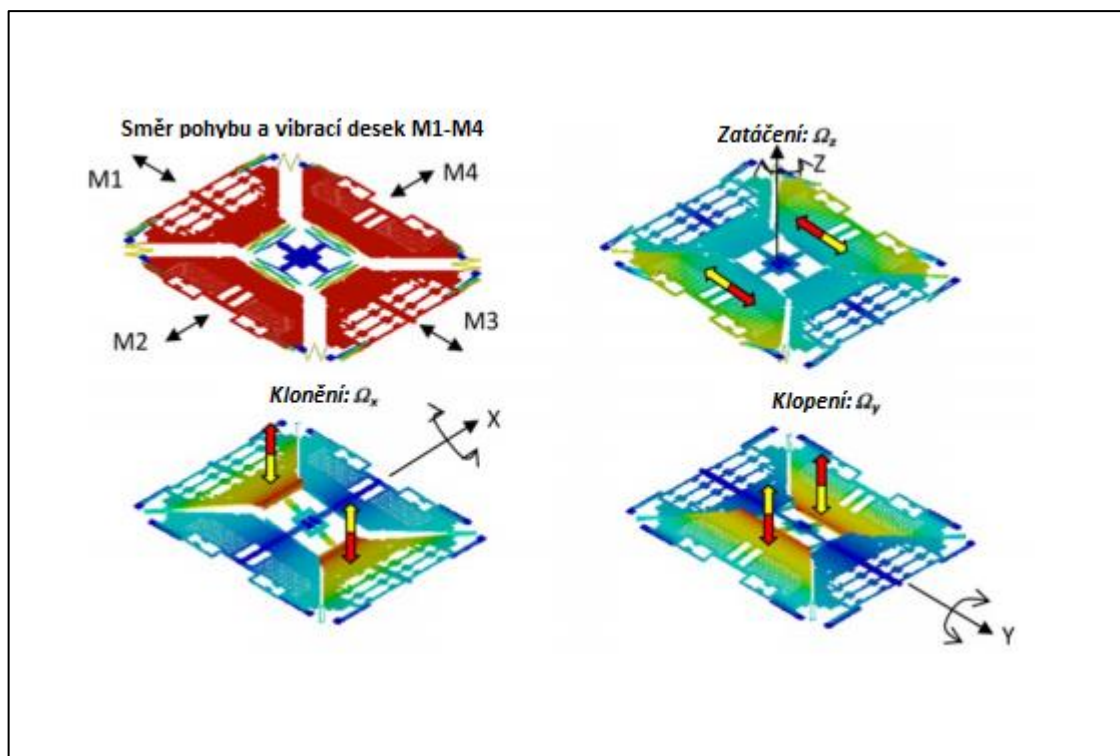 Směr pohybu a vibrací desek M1-M4
M1
M4
M2
M3
Zatáčení: Ωz
Z
Klonění: Ωx
X
Klopení: Ωy
Y